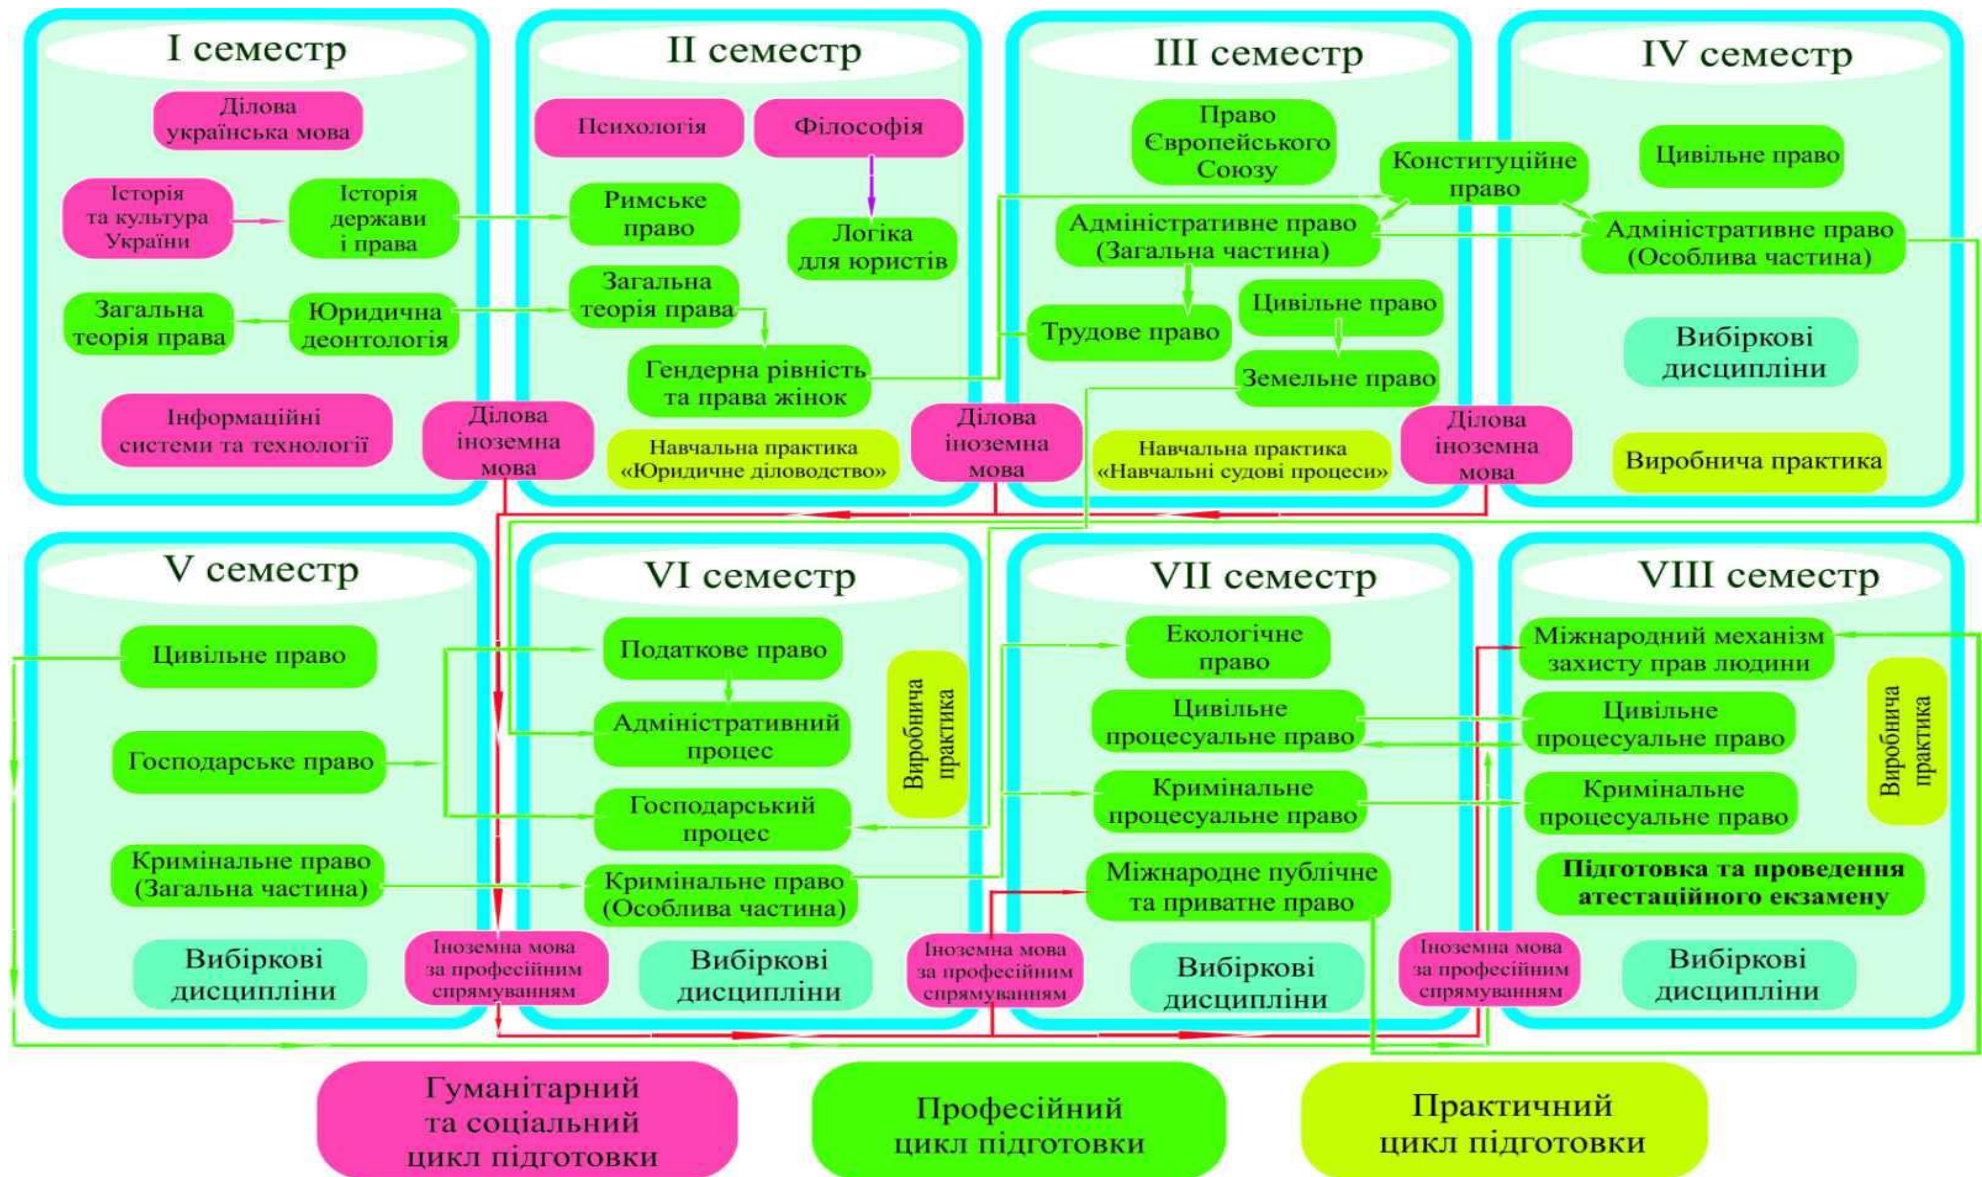 I семестр
Ділова
українська мова
Історія
та культура
України
Історія
держави
і права
Загальна
теорія права
Юридична
деонтологія
Інформаційні
системи та технології
Ділова
іноземна
мова
II семестр
Психологія
Філософія
Римське
право
Логіка
для юристів
Загальна
теорія права
Гендерна рівність
та права жінок
Навчальна практика
«Юридичне діловодство»
Ділова
іноземна
мова
III семестр
Право
Європейського
Союзу
Конституційне
право
Адміністративне право
(Загальна частина)
Цивільне право
Трудове право
Земельне право
Навчальна практика
«Навчальні судові процеси»
Ділова
іноземна
мова
IV семестр
Цивільне право
Адміністративне право
(Особлива частина)
Вибіркові
дисципліни
Виробнича практика
V семестр
Цивільне право
Господарське право
Кримінальне право
(Загальна частина)
Вибіркові
дисципліни
Іноземна мова
за професійним
спрямуванням
VI семестр
Податкове право
Адміністративний
процес
Виробнича
практика
Господарський
процес
Кримінальне право
(Особлива частина)
Вибіркові
дисципліни
Іноземна мова
за професійним
спрямуванням
VII семестр
Екологічне
право
Цивільне
процесуальне право
Кримінальне
процесуальне право
Міжнародне публічне
та приватне право
Вибіркові
дисципліни
Іноземна мова
за професійним
спрямуванням
VIII семестр
Міжнародний механізм
захисту прав людини
Цивільне
процесуальне право
Виробнича
практика
Кримінальне
процесуальне право
Підготовка та проведення
атестаційного екзамену
Вибіркові
дисципліни
Гуманітарний
та соціальний
цикл підготовки
Професійний
цикл підготовки
Практичний
цикл підготовки